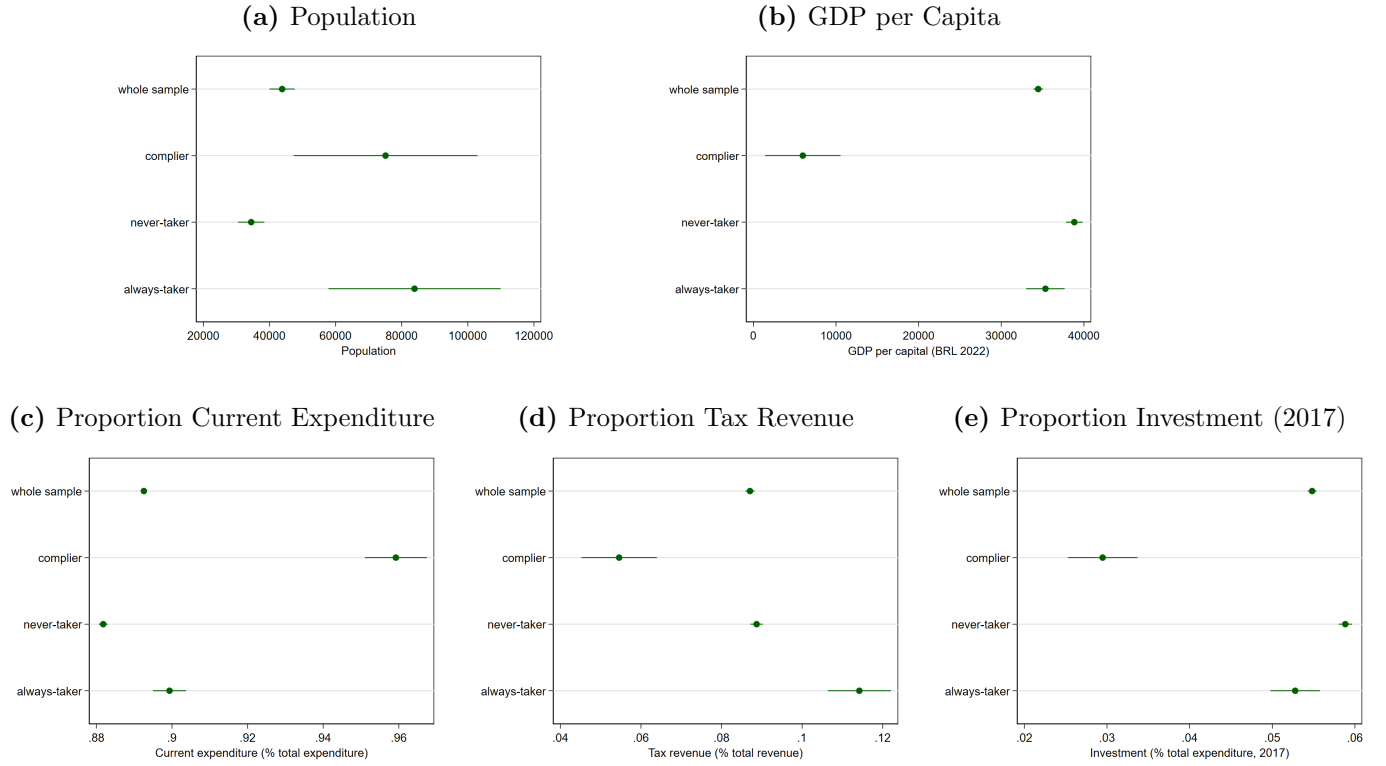 (a) Population
whole sample
complier
never-taker
always-taker
20000 40000 60000 80000 100000 120000
Population
(b) GDP per Capita
whole sample
complier
never-taker
always-taker
0 10000 20000 30000 40000
GDP per capital (BRL 2022)
(c) Proportion Current Expenditure
whole sample
complier
never-taker
always-taker
.88 .9 .92 .94 .96
Current expenditure (% total expenditure)
(d) Proportion Tax Revenue
whole sample
complier
never-taker
always-taker
.04 .06 .08 .1 .12
Tax revenue (% total revenue)
(e) Proportion Investment (2017)
whole sample
complier
never-taker
always-taker
.02 .03 .04 .05 .06
Investment (% total expenditure, 2017)